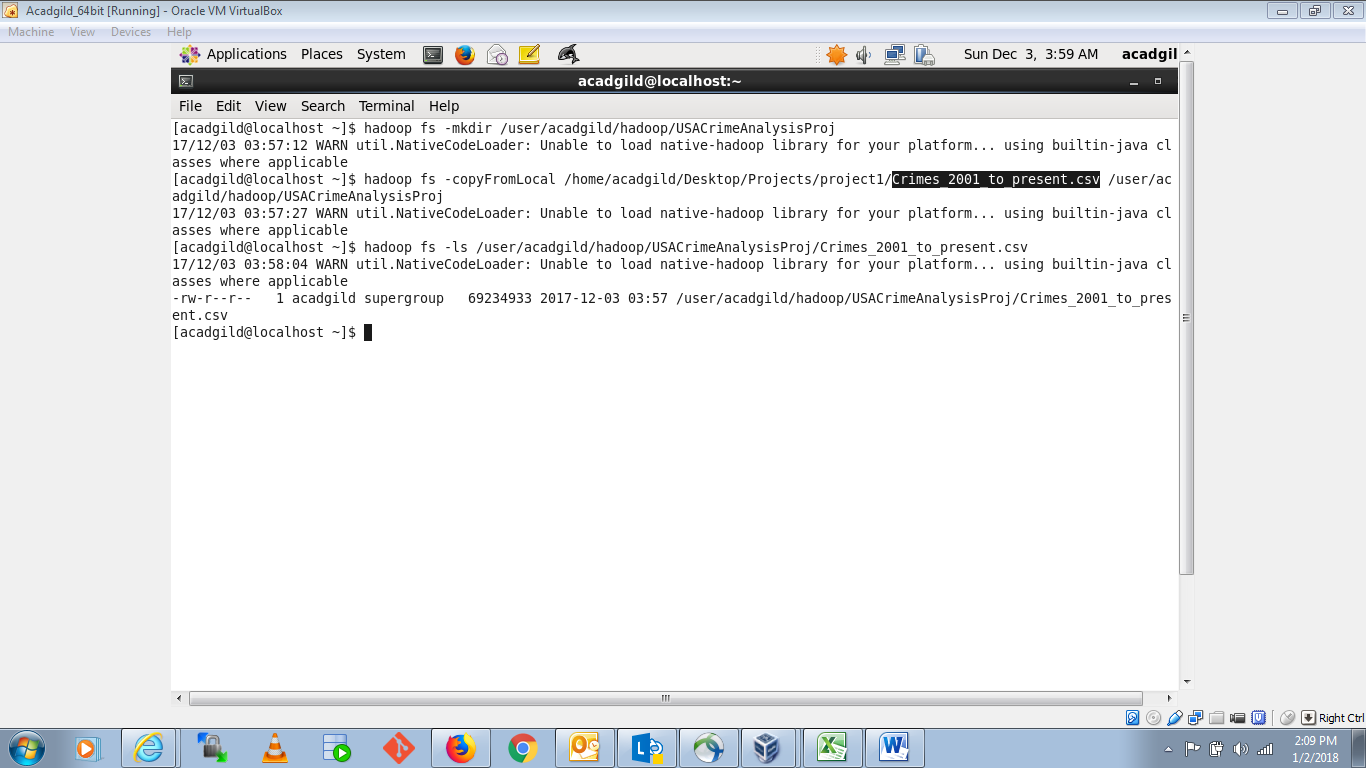 Acadgild_64bit [Running] - Oracle VM VirtualBox
Machine View Devices Help
Applications Places System Sun Dec 3, 3:59 AM acadgil
acadgild@localhost:~
File Edit View Search Terminal Help
[acadgild@localhost ~]$ hadoop fs -mkdir /user/acadgild/hadoop/USACrimeAnalysisProj
17/12/03 03:57:12 WARN util.NativeCodeLoader: Unable to load native-hadoop library for your platform... using builtin-java cl
asses where applicable
[acadgild@localhost ~]$ hadoop fs -copyFromLocal /home/acadgild/Desktop/Projects/project1/Crimes_2001_to_present.csv /user/ac
adgild/hadoop/USACrimeAnalysisProj
17/12/03 03:57:27 WARN util.NativeCodeLoader: Unable to load native-hadoop library for your platform... using builtin-java cl
asses where applicable
[acadgild@localhost ~]$ hadoop fs -ls /user/acadgild/hadoop/USACrimeAnalysisProj/Crimes_2001_to_present.csv
17/12/03 03:58:04 WARN util.NativeCodeLoader: Unable to load native-hadoop library for your platform... using builtin-java cl
asses where applicable
-rw-r--r-- 1 acadgild supergroup 69234933 2017-12-03 03:57 /user/acadgild/hadoop/USACrimeAnalysisProj/Crimes_2001_to_pres
ent.csv
[acadgild@localhost ~]$
Right Ctrl
2:09 PM
1/2/2018